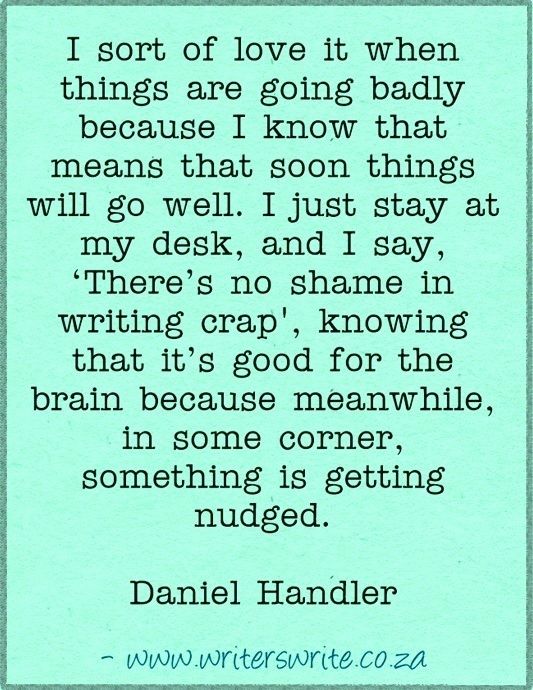 I sort of love it when
things are going badly
because I know that
means that soon things
will go well. I just stay at
my desk, and I say,
‘There’s no shame in
writing crap', knowing
that it’s good for the
brain because meanwhile,
in some corner,
something is getting
nudged.
Daniel Handler
- www.writerswrite.co.za